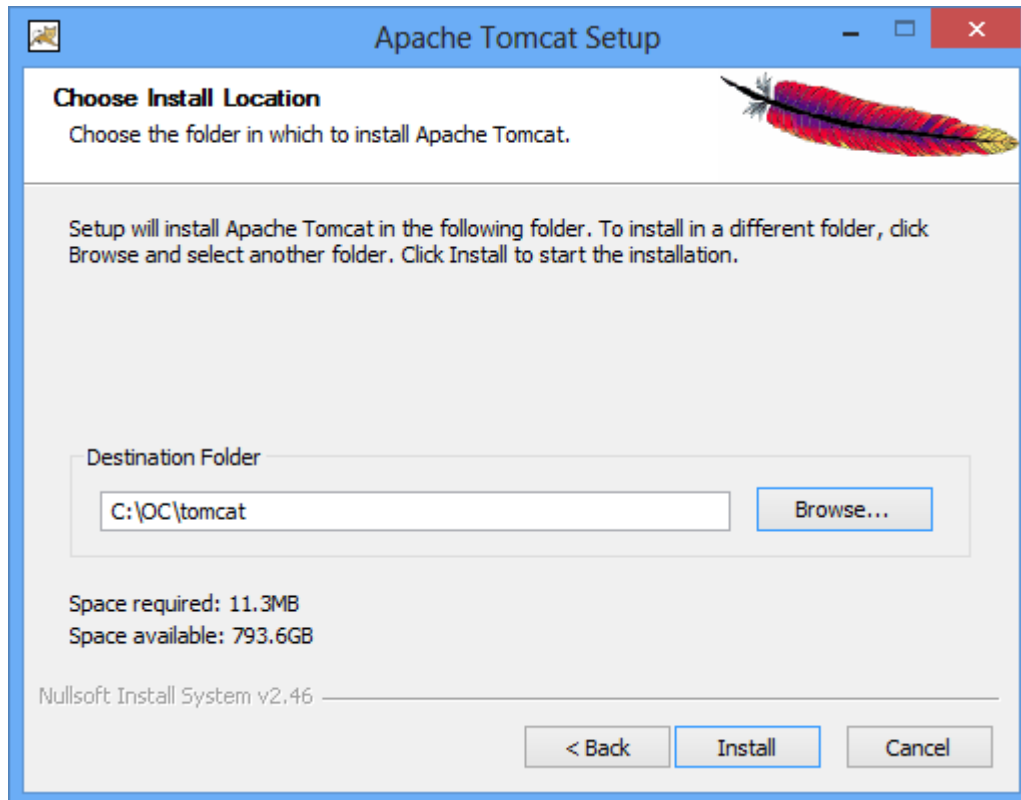 Apache Tomcat Setup
Choose Install Location
Choose the folder in which to install Apache Tomcat.
Setup will install Apache Tomcat in the following folder. To install in a different folder, click
Browse and select another folder. Click Install to start the installation.
Destination Folder
C:\OC\tomcat
Browse...
Space required: 11.3MB
Space available: 793.6GB
Nullsoft Install System v2.46
< Back
Install
Cancel